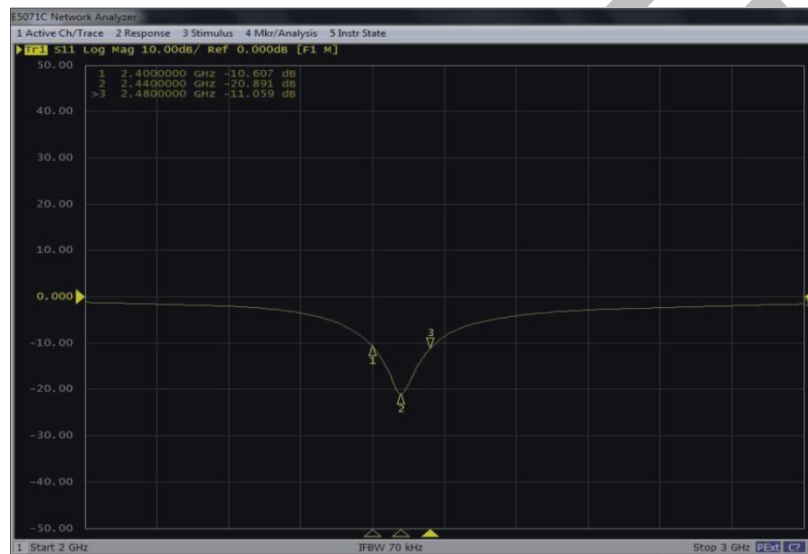 E5071C Network Analyzer
1 Active Ch/Trace 2 Response 3 Stimulus 4 Mkr/Analysis 5 Instr State
Tr1 S11 Log Mag 10.00dB/ Ref 0.000dB [F1 M]
50.00
1 2.4000000 GHz -10.607 dB
2 2.4400000 GHz -20.891 dB
>3 2.4800000 GHz -11.059 dB
40.00
30.00
20.00
10.00
0.000
3
-10.00
1
-20.00
2
-30.00
-40.00
-50.00
1 Start 2 GHz IFBW 70 kHz Stop 3 GHz PExt C?